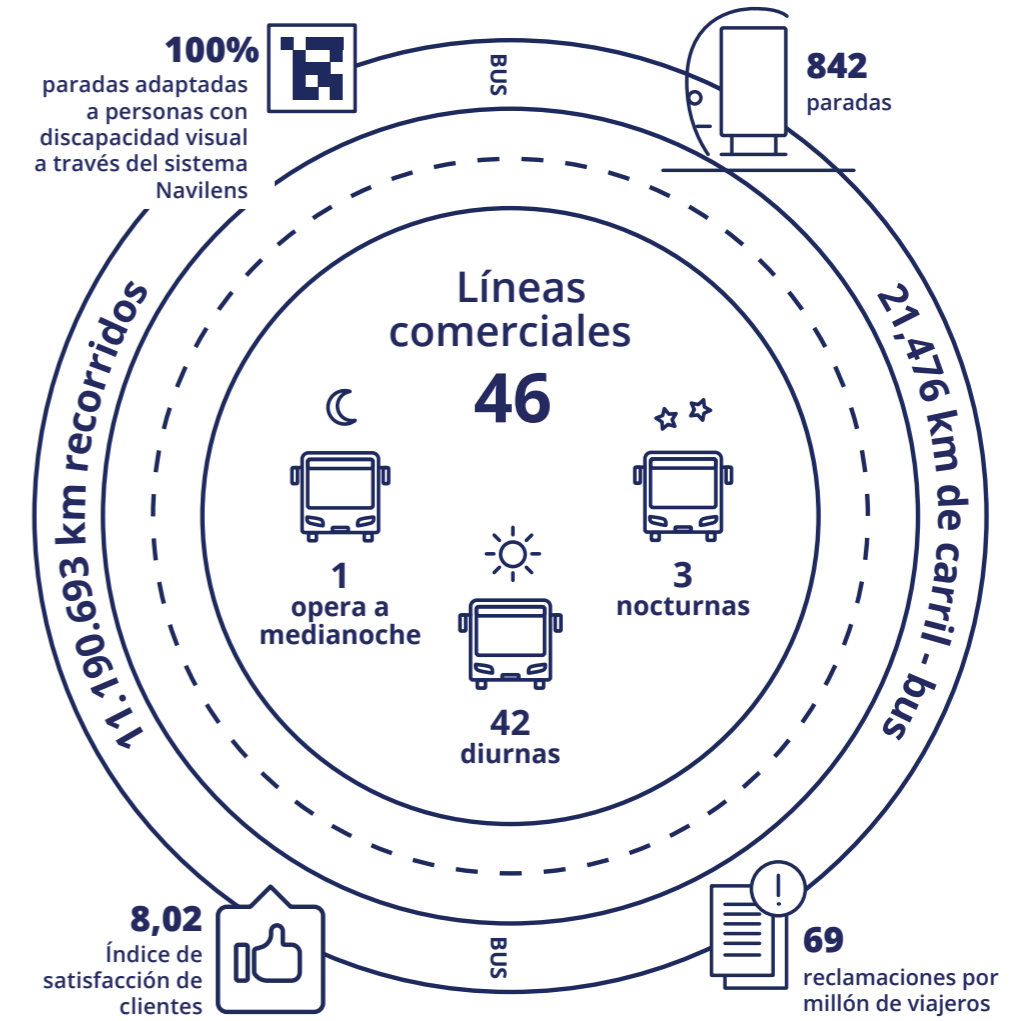 100%
paradas adaptadas
a personas con
discapacidad visual
a través del sistema
Navilens
BUS
842
paradas
11.190.693 km recorridos
21,476 km de carril - bus
Líneas
comerciales
46
1
opera a
medianoche
3
nocturnas
42
diurnas
8,02
Índice de
satisfacción de
clientes
BUS
69
reclamaciones por
millón de viajeros